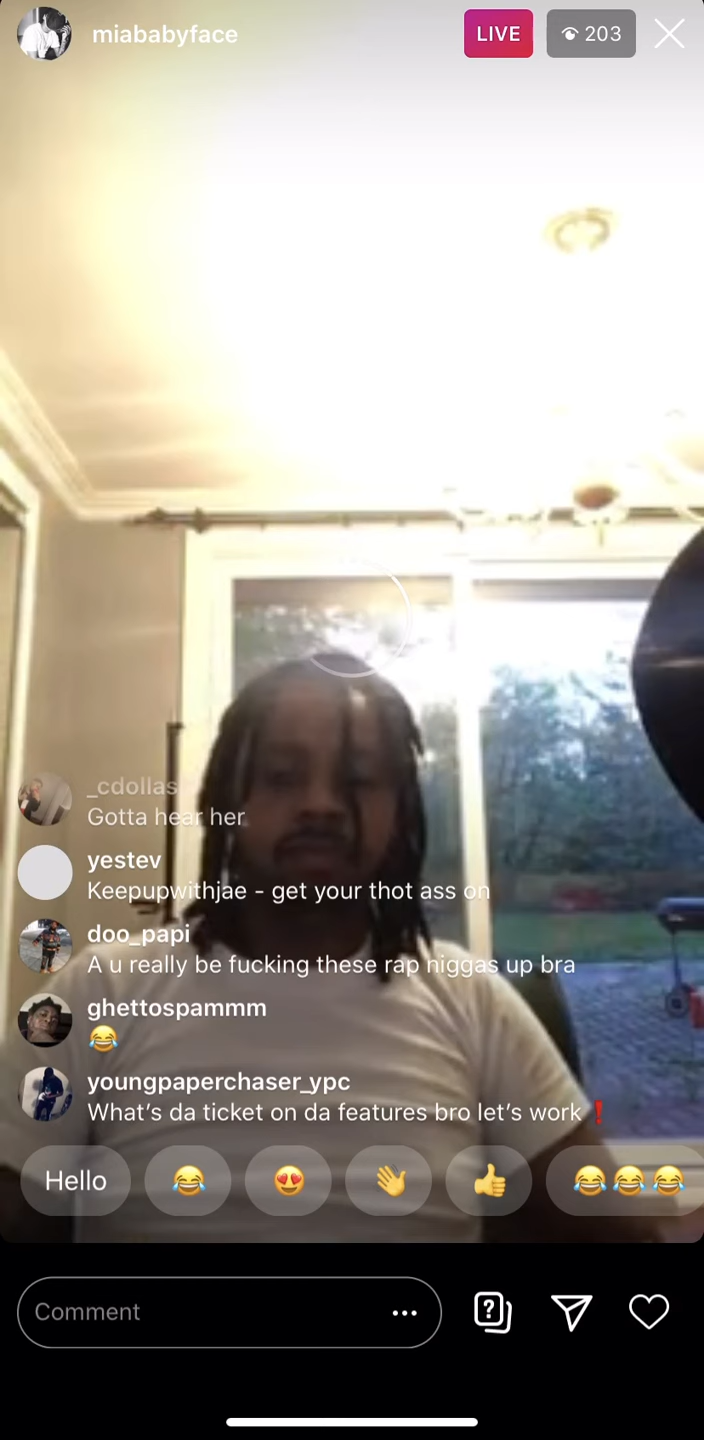 miababyface
LIVE
203
_cdollas
Gotta hear her
yestev
Keepupwithjae - get your thot ass on
doo_papi
A u really be fucking these rap niggas up bra
ghettospammm
😂
youngpaperchaser_ypc
What’s da ticket on da features bro let’s work❗
Hello 😂 😍 👋 👍 😂😂😂
Comment